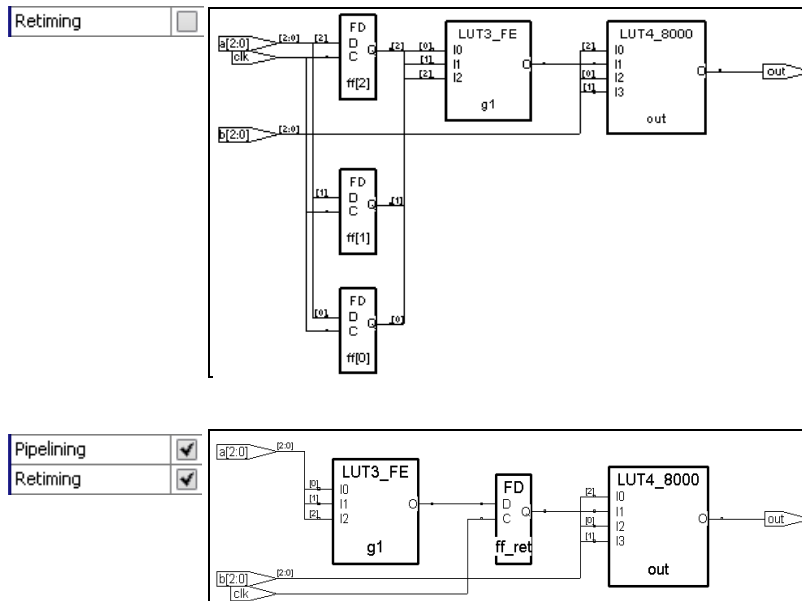 Retiming
a[2:0]
[2:0]
clk
[2]
FD
D
C
Q
ff[2]
[2]
[0]
[1]
[2]
LUT3_FE
I0
I1
I2
O
g1
[2]
[0]
[1]
LUT4_8000
I0
I1
I2
I3
O
out
out
b[2:0]
[2:0]
[1]
FD
D
C
Q
ff[1]
[1]
[0]
FD
D
C
Q
ff[0]
[0]
Pipelining
Retiming
a[2:0]
[2:0]
[0]
[1]
[2]
LUT3_FE
I0
I1
I2
O
g1
FD
D
C
Q
ff_ret
[2]
[0]
[1]
LUT4_8000
I0
I1
I2
I3
O
out
out
b[2:0]
[2:0]
clk